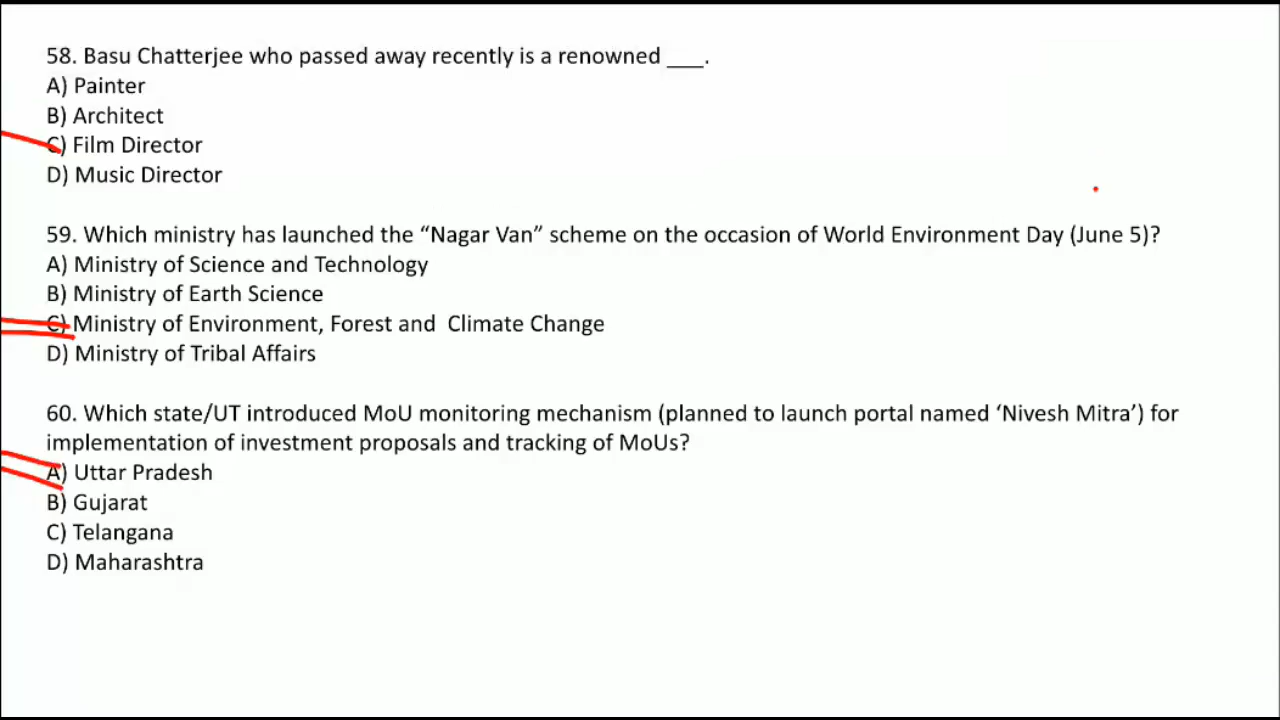 58. Basu Chatterjee who passed away recently is a renowned ___.
A) Painter
B) Architect
C) Film Director
D) Music Director
59. Which ministry has launched the “Nagar Van” scheme on the occasion of World Environment Day (June 5)?
A) Ministry of Science and Technology
B) Ministry of Earth Science
C) Ministry of Environment, Forest and  Climate Change
D) Ministry of Tribal Affairs
60. Which state/UT introduced MoU monitoring mechanism (planned to launch portal named ‘Nivesh Mitra’) for
implementation of investment proposals and tracking of MoUs?
A) Uttar Pradesh
B) Gujarat
C) Telangana
D) Maharashtra